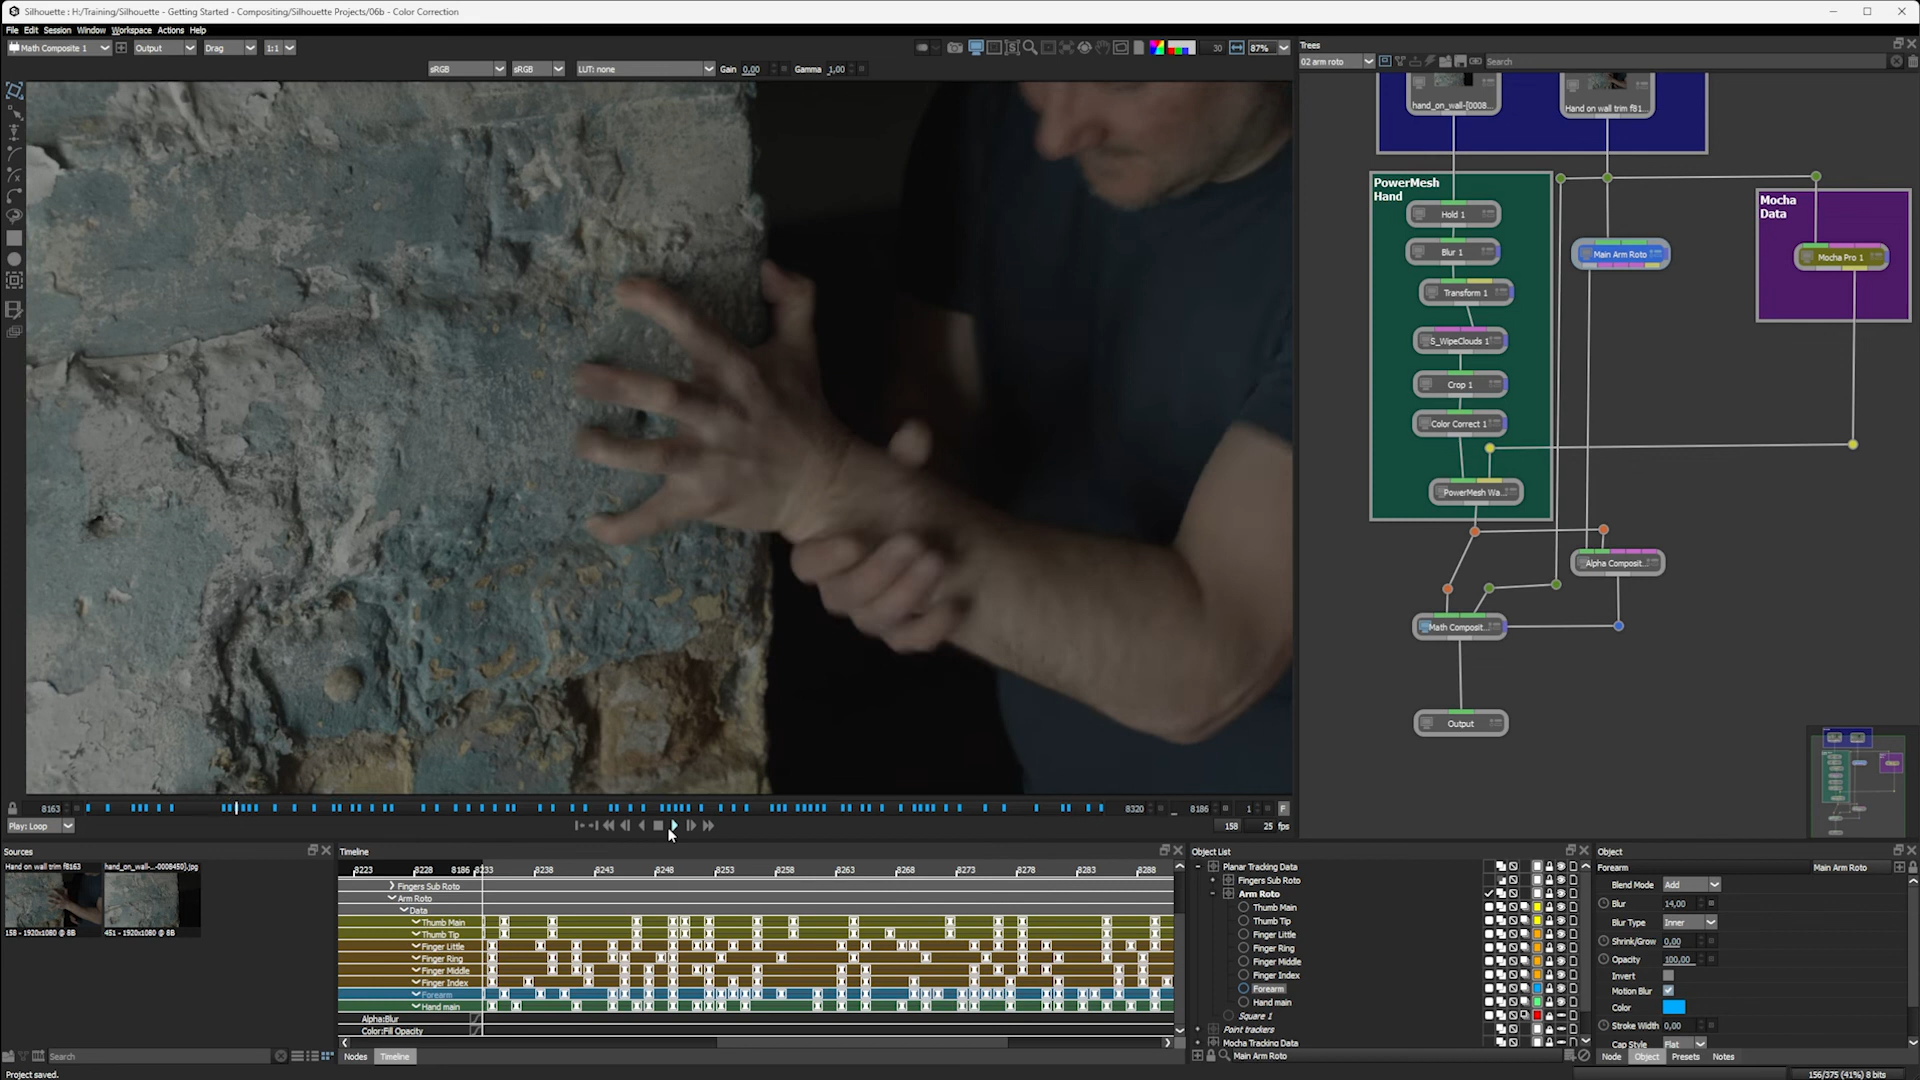 Silhouette : H:/Training/Silhouette - Getting Started - Compositing/Silhouette Projects/06b - Color Correction
File Edit Session Window Workspace Actions Help
Math Composite 1 Output Drag 1:1
30 87%
sRGB sRGB LUT: none Gain 0,00 Gamma 1,00
Trees
02 arm roto Search
hand_on_wall-[0008... Hand on wall trim f81...
PowerMesh Hand
Hold 1
Blur 1
Transform 1
S_WipeClouds 1
Crop 1
Color Correct 1
PowerMesh Wa...
Main Arm Roto
Mocha Data
Mocha Pro 1
Alpha Composit...
Math Composit...
Output
8163 8320 8186 1 F
Play: Loop 158 25 fps
Sources
Hand on wall trim f8163 hand_on_wall-...-0008450].jpg
158 - 1920x1080 @ 8B 451 - 1920x1080 @ 8B
Search
Project saved.
Timeline
8223 8228 8186 8233 8238 8243 8248 8253 8258 8263 8268 8273 8278 8283 8288
Fingers Sub Roto
Arm Roto
Data
Thumb Main
Thumb Tip
Finger Little
Finger Ring
Finger Middle
Finger Index
Forearm
Hand main
Alpha:Blur
Color:Fill Opacity
Nodes Timeline
Object List
Planar Tracking Data
Fingers Sub Roto
Arm Roto
Thumb Main
Thumb Tip
Finger Little
Finger Ring
Finger Middle
Finger Index
Forearm
Hand main
Square 1
Point trackers
Mocha Tracking Data
Main Arm Roto
Object
Forearm Main Arm Roto
Blend Mode Add
Blur 14,00
Blur Type Inner
Shrink/Grow 0,00
Opacity 100,00
Invert
Motion Blur
Color
Stroke Width 0,00
Cap Style Flat
Node Object Presets Notes
156/375 (41%) 8 bits